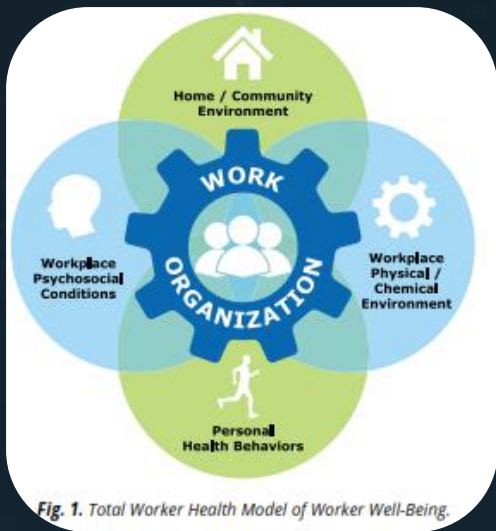 Home / Community
Environment
WORK
ORGANIZATION
Workplace
Psychosocial
Conditions
Workplace
Physical /
Chemical
Environment
Personal
Health Behaviors
Fig. 1. Total Worker Health Model of Worker Well-Being.